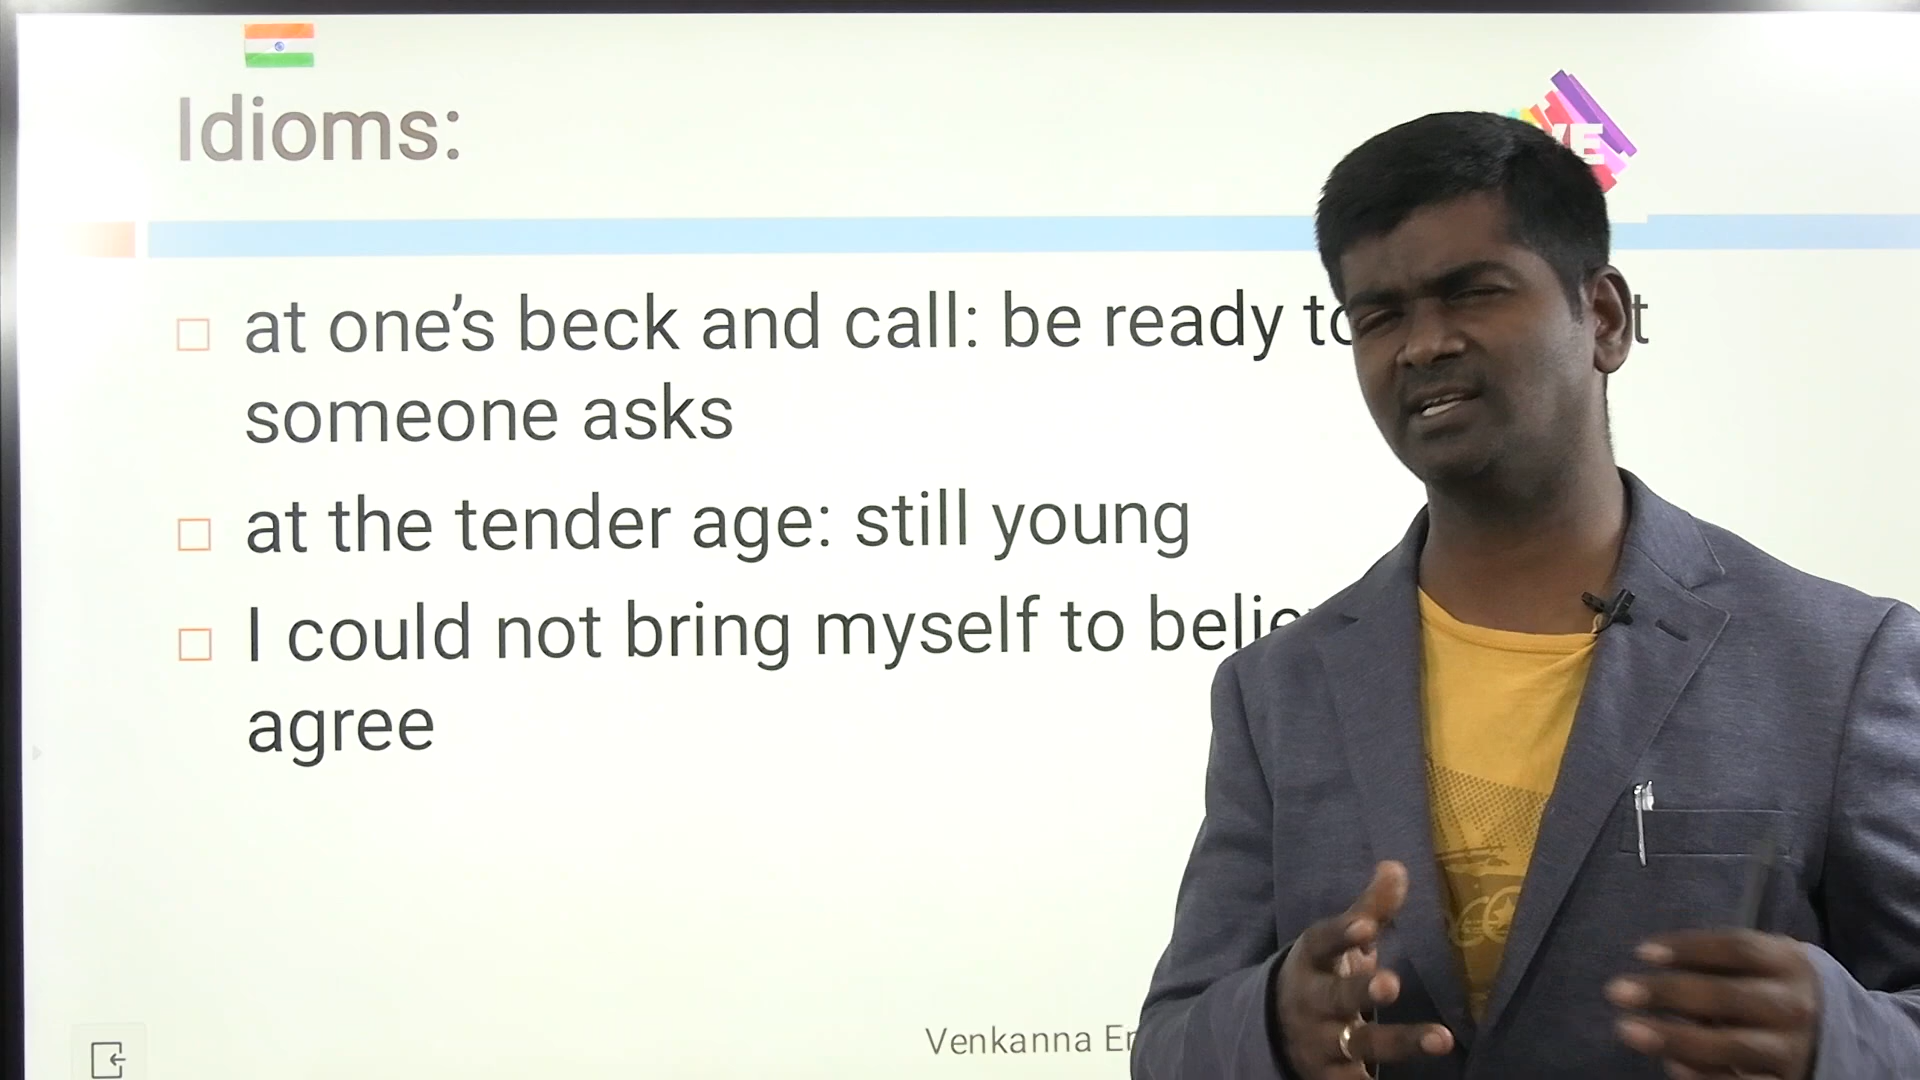 Idioms:
at one's beck and call: be ready to
someone asks
at the tender age: still young
I could not bring myself to
agree
Venkanna